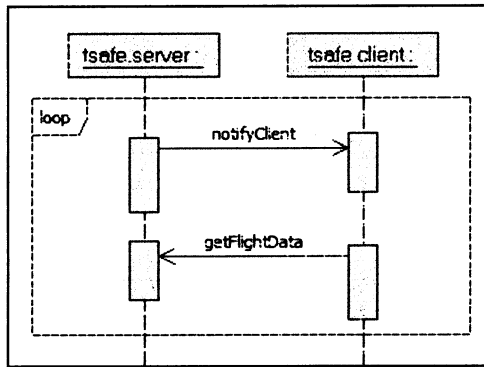 tsafe.server :
tsafe client :
loop
notifyClient
getFlightData